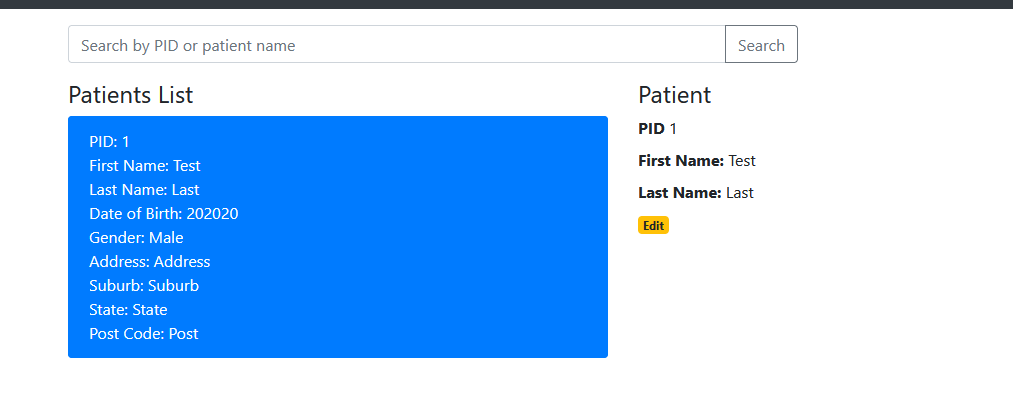 Search by PID or patient name
Search
Patients List
PID: 1
First Name: Test
Last Name: Last
Date of Birth: 202020
Gender: Male
Address: Address
Suburb: Suburb
State: State
Post Code: Post
Patient
PID 1
First Name: Test
Last Name: Last
Edit